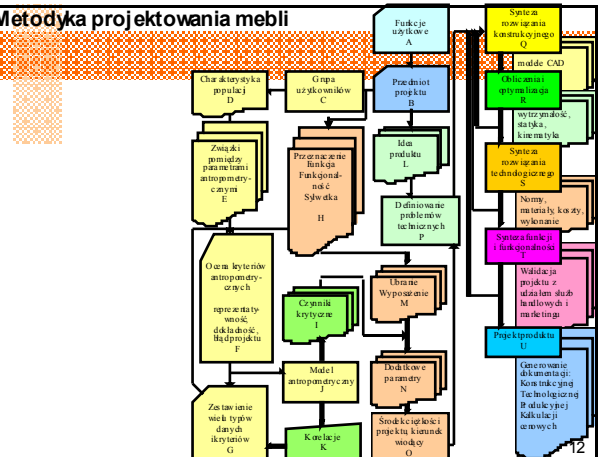 Metodyka projektowania mebli
Funkcje
użytkowe
A
Przedmiot
projektu
B
Grupa
użytkowników
C
Charakterystyka
populacji
D
Związki
pomiędzy
parametrami
antropometry-
cznymi
E
Ocena kryteriów
antropometry-
cznych
reprezentaty-
wność,
dokładność,
błąd projektu
F
Zestawienie
wielu typów
danych
i kryteriów
G
Przeznaczenie
Funkcja
Funkcjonal-
ność
Sylwetka
H
Czynniki
krytyczne
I
Model
antropometryczny
J
Korelacje
K
Idea
produktu
L
Definiowanie
problemów
technicznych
P
Ubranie
Wyposażenie
M
Dodatkowe
parametry
N
Środek ciężkości
projektu, kierunek
wiodący
O
Synteza
rozwiązania
konstrukcyjnego
Q
modele CAD
Obliczenia i
optymalizacja
R
wytrzymałość,
statyka,
kinematyka
Synteza
rozwiązania
technologicznego
S
Normy,
materiały, koszty,
wykonanie
Synteza funkcji
i funkcjonalności
T
Walidacja
projektu z
udziałem służb
handlowych i
marketingu
Projekt produktu
U
Generowanie
dokumentacji:
Konstrukcyjnej
Technologicznej
Produkcyjnej
Kalkulacji
cenowych
12